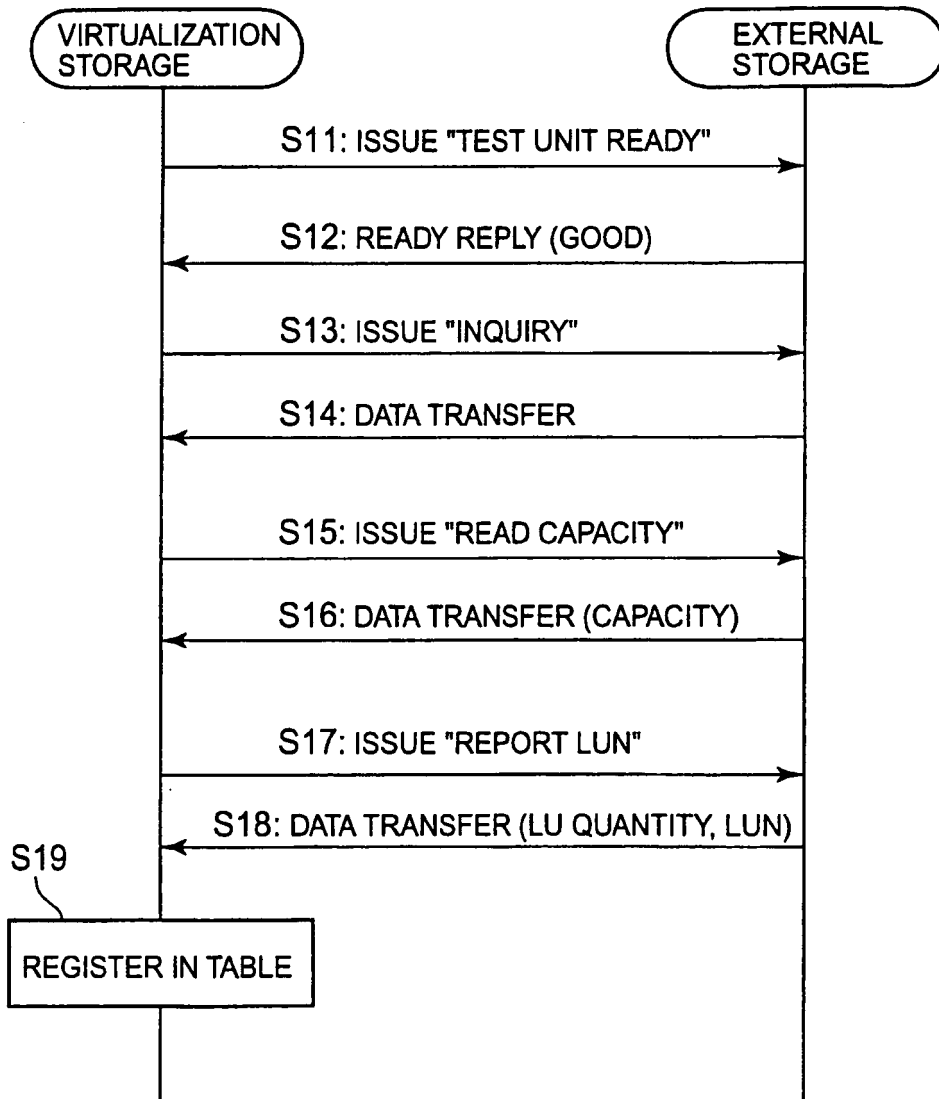 VIRTUALIZATION
STORAGE
EXTERNAL
STORAGE
S11: ISSUE "TEST UNIT READY"
S12: READY REPLY (GOOD)
S13: ISSUE "INQUIRY"
S14: DATA TRANSFER
S15: ISSUE "READ CAPACITY"
S16: DATA TRANSFER (CAPACITY)
S17: ISSUE "REPORT LUN"
S18: DATA TRANSFER (LU QUANTITY, LUN)
S19
REGISTER IN TABLE